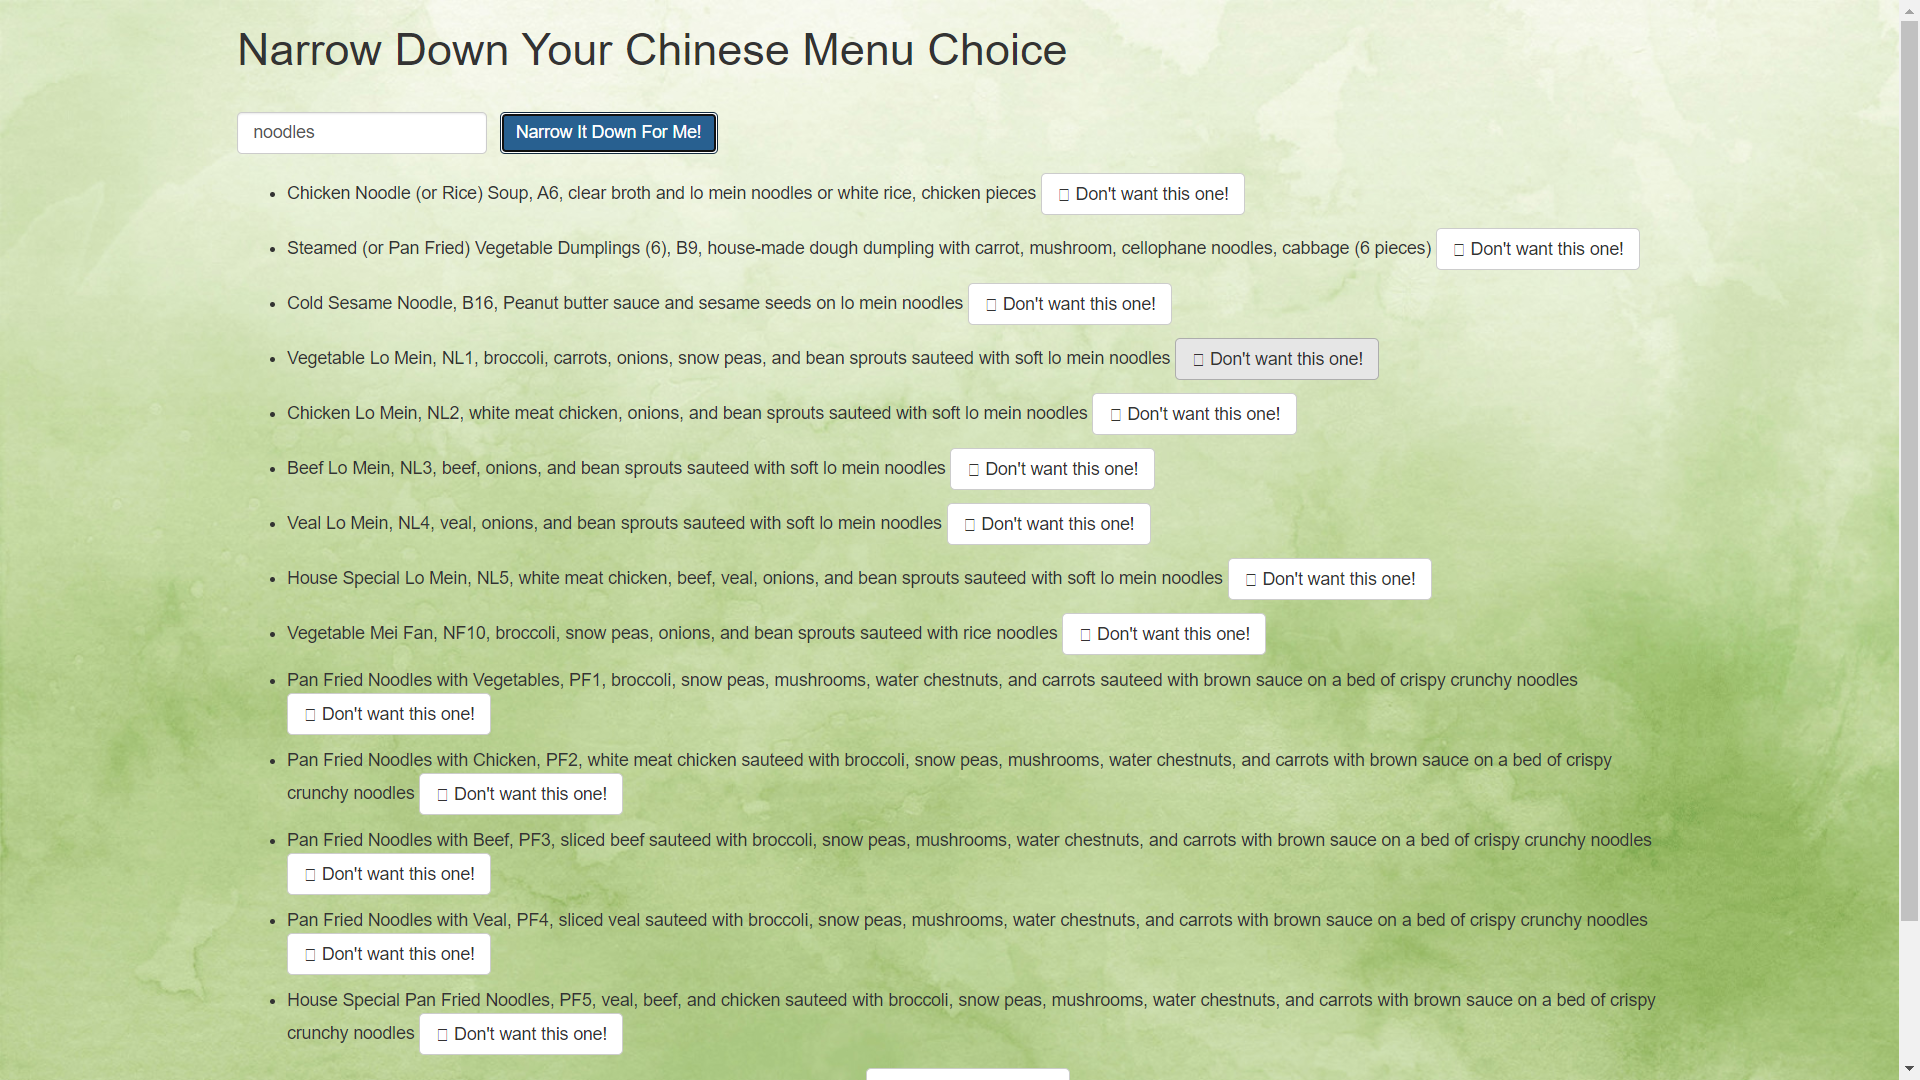 Narrow Down Your Chinese Menu Choice
noodles
Narrow It Down For Me!
Chicken Noodle (or Rice) Soup, A6, clear broth and lo mein noodles or white rice, chicken pieces Don't want this one!
Steamed (or Pan Fried) Vegetable Dumplings (6), B9, house-made dough dumpling with carrot, mushroom, cellophane noodles, cabbage (6 pieces) Don't want this one!
Cold Sesame Noodle, B16, Peanut butter sauce and sesame seeds on lo mein noodles Don't want this one!
Vegetable Lo Mein, NL1, broccoli, carrots, onions, snow peas, and bean sprouts sauteed with soft lo mein noodles Don't want this one!
Chicken Lo Mein, NL2, white meat chicken, onions, and bean sprouts sauteed with soft lo mein noodles Don't want this one!
Beef Lo Mein, NL3, beef, onions, and bean sprouts sauteed with soft lo mein noodles Don't want this one!
Veal Lo Mein, NL4, veal, onions, and bean sprouts sauteed with soft lo mein noodles Don't want this one!
House Special Lo Mein, NL5, white meat chicken, beef, veal, onions, and bean sprouts sauteed with soft lo mein noodles Don't want this one!
Vegetable Mei Fan, NF10, broccoli, snow peas, onions, and bean sprouts sauteed with rice noodles Don't want this one!
Pan Fried Noodles with Vegetables, PF1, broccoli, snow peas, mushrooms, water chestnuts, and carrots sauteed with brown sauce on a bed of crispy crunchy noodles
Don't want this one!
Pan Fried Noodles with Chicken, PF2, white meat chicken sauteed with broccoli, snow peas, mushrooms, water chestnuts, and carrots with brown sauce on a bed of crispy
crunchy noodles Don't want this one!
Pan Fried Noodles with Beef, PF3, sliced beef sauteed with broccoli, snow peas, mushrooms, water chestnuts, and carrots with brown sauce on a bed of crispy crunchy noodles
Don't want this one!
Pan Fried Noodles with Veal, PF4, sliced veal sauteed with broccoli, snow peas, mushrooms, water chestnuts, and carrots with brown sauce on a bed of crispy crunchy noodles
Don't want this one!
House Special Pan Fried Noodles, PF5, veal, beef, and chicken sauteed with broccoli, snow peas, mushrooms, water chestnuts, and carrots with brown sauce on a bed of crispy
crunchy noodles Don't want this one!